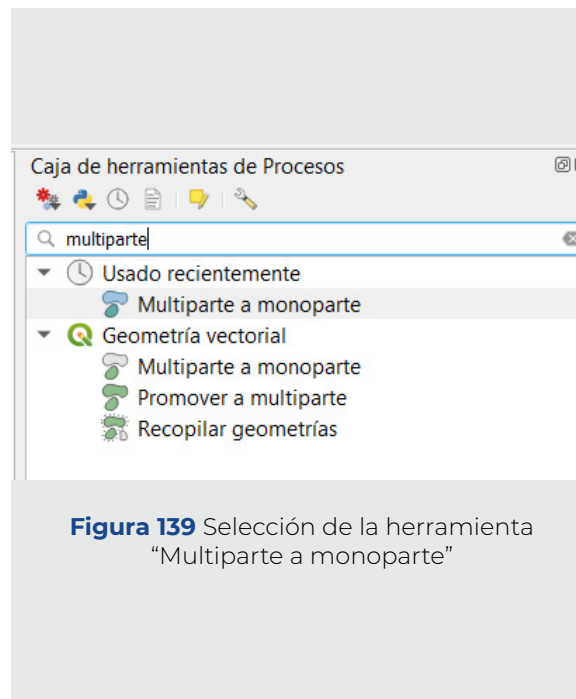 Caja de herramientas de Procesos
multiparte
Usado recientemente
Multiparte a monoparte
Geometría vectorial
Multiparte a monoparte
Promover a multiparte
Recopilar geometrías
Figura 139 Selección de la herramienta
“Multiparte a monoparte”